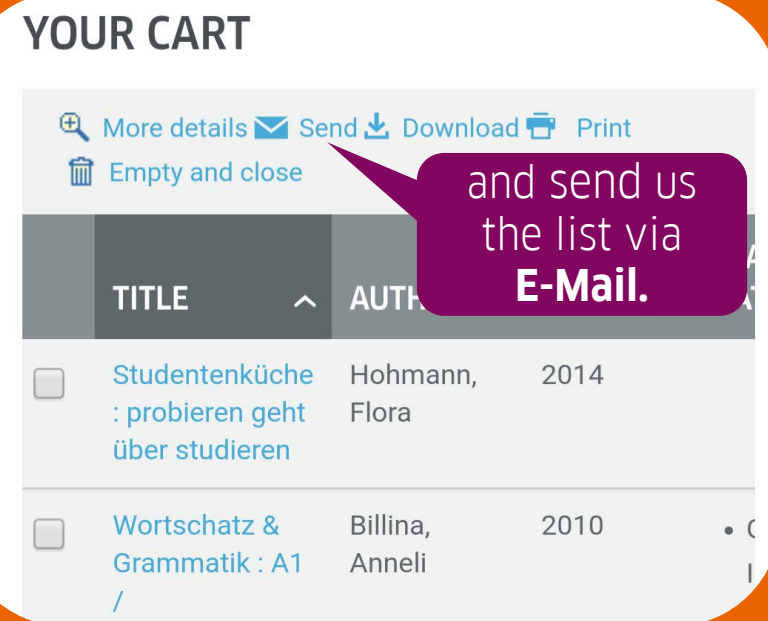 YOUR CART
More details Send Download Print
Empty and close
and send us
the list via
E-Mail.
TITLE
Studentenküche Hohmann, 2014
: probieren geht Flora
über studieren
Wortschatz & Billina, 2010
Grammatik : A1 Anneli
/